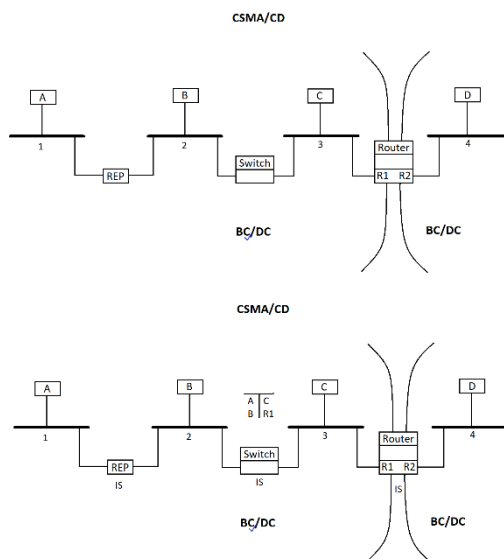 CSMA/CD
A B C D
Router
1 2 3 4
Switch
REP R1 R2
BC/DC BC/DC
CSMA/CD
A B A C C D
B R1
1 2 3 4
Router
Switch
REP R1 R2
IS IS IS
BC/DC BC/DC